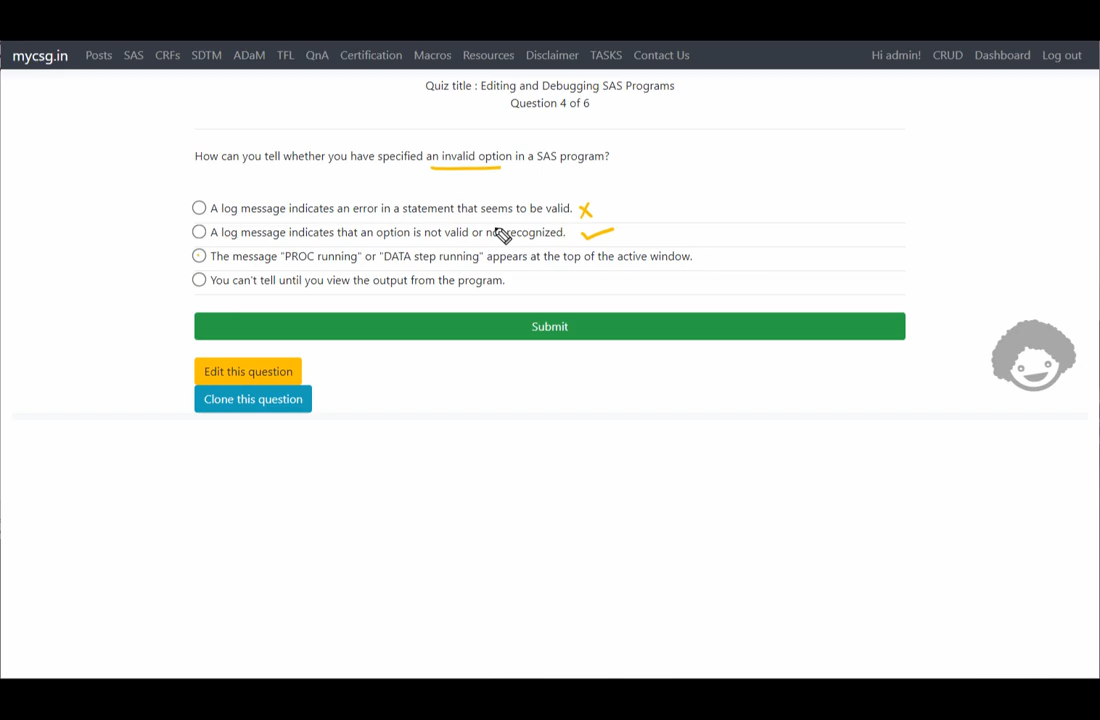 mycsg.in Posts SAS CRFs SDTM ADaM TFL QnA Certification Macros Resources Disclaimer TASKS Contact Us Hi admin! CRUD Dashboard Log out
Quiz title : Editing and Debugging SAS Programs
Question 4 of 6
How can you tell whether you have specified an invalid option in a SAS program?
A log message indicates an error in a statement that seems to be valid.
A log message indicates that an option is not valid or not recognized.
The message "PROC running" or "DATA step running" appears at the top of the active window.
You can't tell until you view the output from the program.
Submit
Edit this question
Clone this question